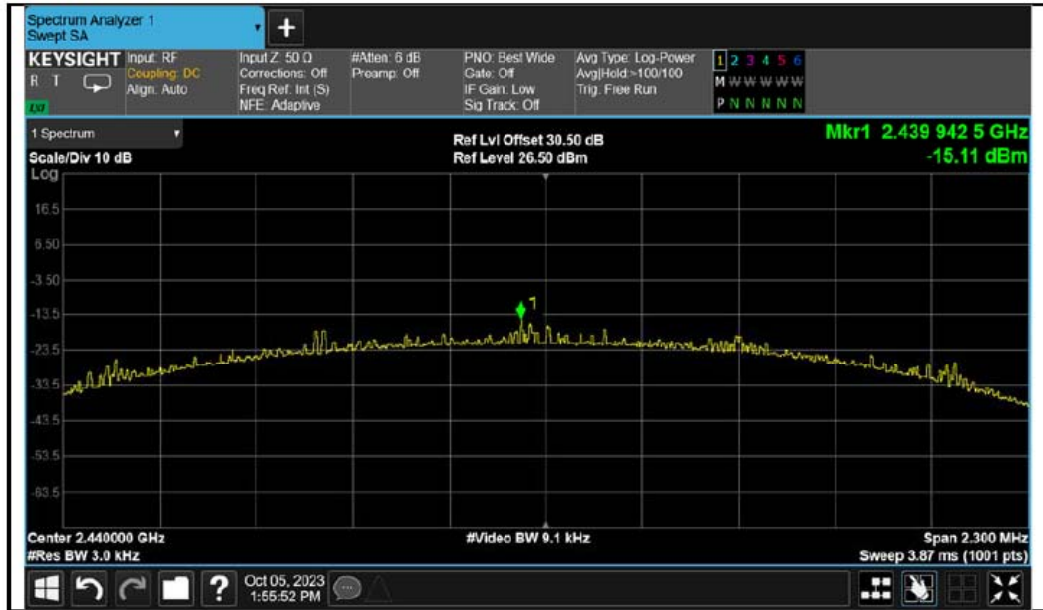 Spectrum Analyzer 1
Swept SA
+
KEYSIGHT
R T
LXI
Input: RF
Coupling: DC
Align: Auto
Input Z: 50 Ω
Corrections: Off
Freq Ref: Int (S)
NFE: Adaptive
#Atten: 6 dB
Preamp: Off
PNO: Best Wide
Gate: Off
IF Gain: Low
Sig Track: Off
Avg Type: Log-Power
Avg|Hold:>100/100
Trig: Free Run
1 2 3 4 5 6
M W W W W W
P N N N N N
1 Spectrum
Scale/Div 10 dB
Ref Lvl Offset 30.50 dB
Ref Level 26.50 dBm
Mkr1 2.439 942 5 GHz
-15.11 dBm
Log
16.5
6.50
-3.50
-13.5
-23.5
-33.5
-43.5
-53.5
-63.5
1
Center 2.440000 GHz
#Res BW 3.0 kHz
#Video BW 9.1 kHz
Span 2.300 MHz
Sweep 3.87 ms (1001 pts)
?
Oct 05, 2023
1:55:52 PM